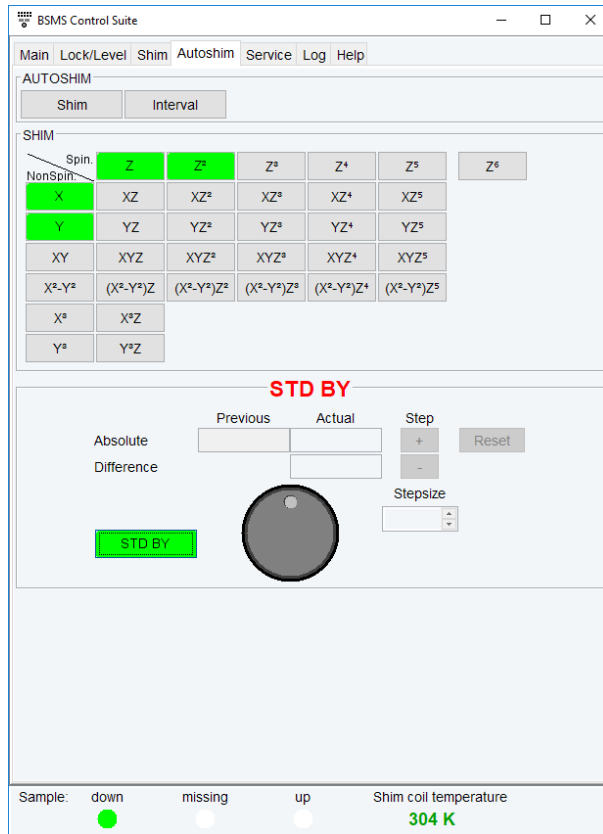 BSMS Control Suite
Main Lock/Level Shim Autoshim Service Log Help
AUTOSHIM
Shim Interval
SHIM
Spin.
NonSpin.
Z Z² Z³ Z⁴ Z⁵ Z⁶
X XZ XZ² XZ³ XZ⁴ XZ⁵
Y YZ YZ² YZ³ YZ⁴ YZ⁵
XY XYZ XYZ² XYZ³ XYZ⁴ XYZ⁵
X²-Y² (X²-Y²)Z (X²-Y²)Z² (X²-Y²)Z³ (X²-Y²)Z⁴ (X²-Y²)Z⁵
X³ X³Z
Y³ Y³Z
STD BY
Previous Actual Step
Absolute + Reset
Difference -
Stepsize
STD BY
Sample: down missing up Shim coil temperature
304 K